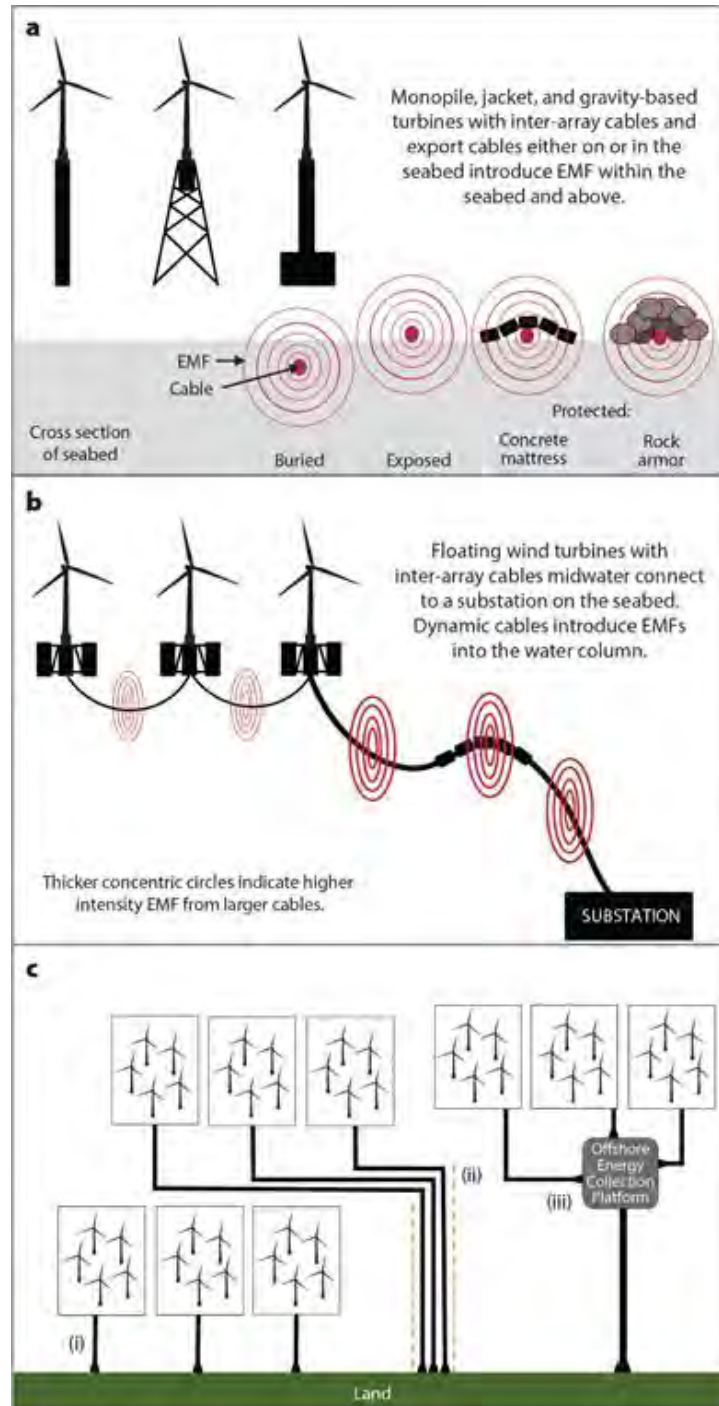 a
Monopile, jacket, and gravity-based
turbines with inter-array cables and
export cables either on or in the
seabed introduce EMF within the
seabed and above.
EMF
Cable
Protected:
Cross section
of seabed
Buried
Exposed
Concrete
mattress
Rock
armor
b
Floating wind turbines with
inter-array cables midwater connect
to a substation on the seabed.
Dynamic cables introduce EMFs
into the water column.
Thicker concentric circles indicate higher
intensity EMF from larger cables.
SUBSTATION
c
Offshore
Energy
Collection
Platform
(ii)
(iii)
(i)
Land